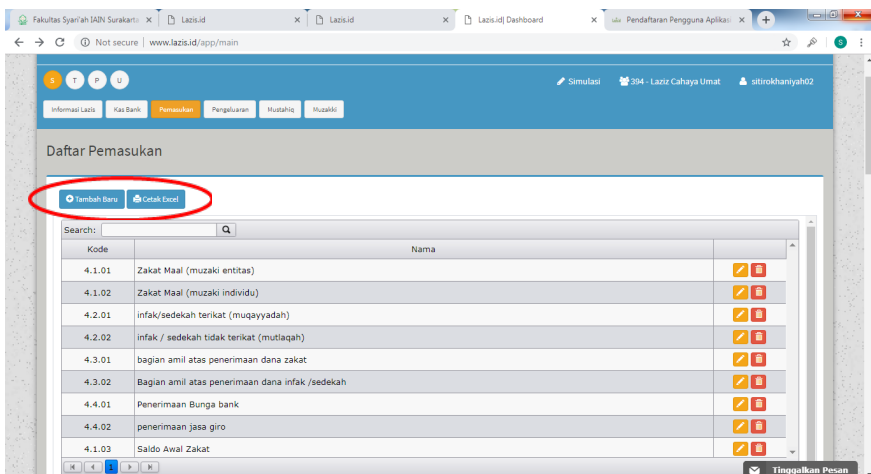 Fakultas Syari'ah IAIN Surakarta
Lazis.id
Lazis.id
Lazis.id| Dashboard
Pendaftaran Pengguna Aplikasi
Not secure | www.lazis.id/app/main
S
S T P U
Simulasi
394 - Laziz Cahaya Umat
sitirokhaniyah02
Informasi Lazis
Kas Bank
Pemasukan
Pengeluaran
Mustahiq
Muzakki
Daftar Pemasukan
Tambah Baru
Cetak Excel
Search:
Kode Nama
4.1.01 Zakat Maal (muzaki entitas)
4.1.02 Zakat Maal (muzaki individu)
4.2.01 infak/sedekah terikat (muqayyadah)
4.2.02 infak / sedekah tidak terikat (mutlaqah)
4.3.01 bagian amil atas penerimaan dana zakat
4.3.02 Bagian amil atas penerimaan dana infak /sedekah
4.4.01 Penerimaan Bunga bank
4.4.02 penerimaan jasa giro
4.1.03 Saldo Awal Zakat
1
Tinggalkan Pesan